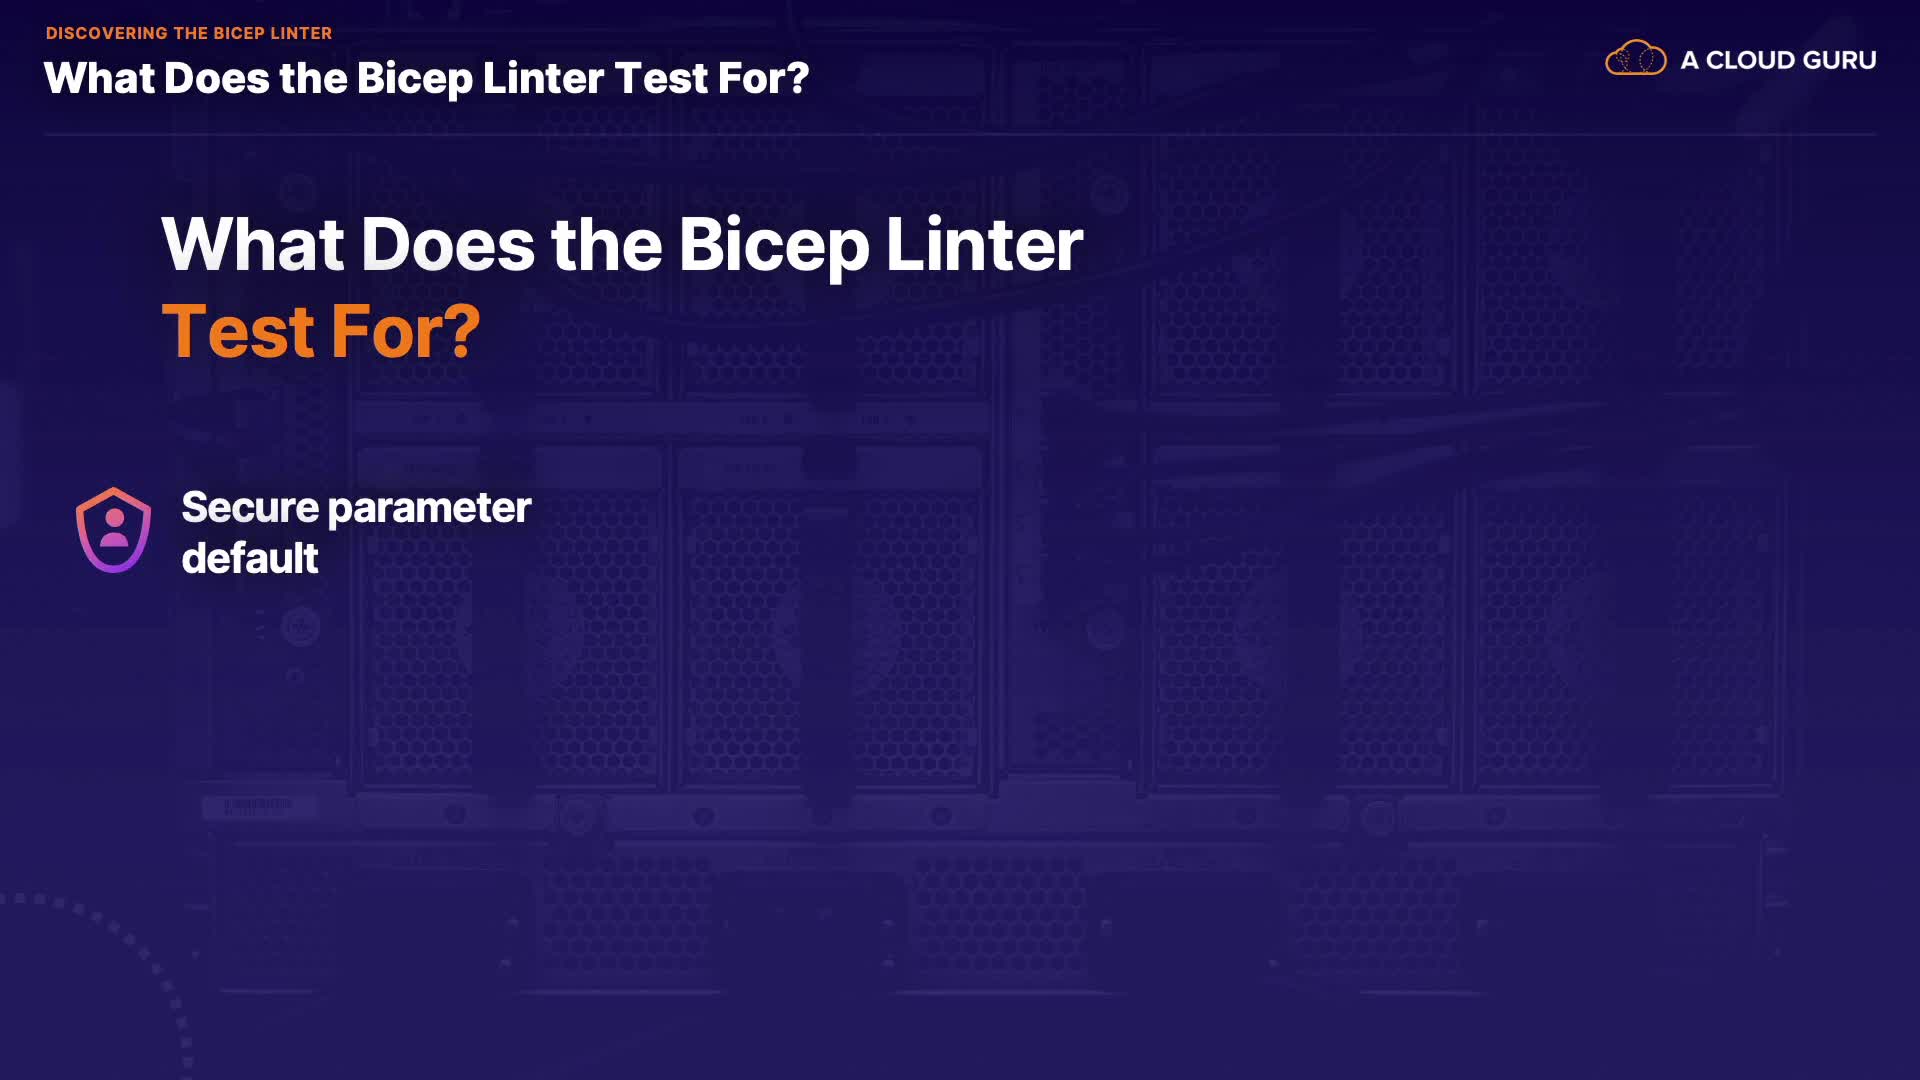 DISCOVERING THE BICEP LINTER
What Does the Bicep Linter Test For?
A CLOUD GURU
What Does the Bicep Linter
Test For?
Secure parameter
default